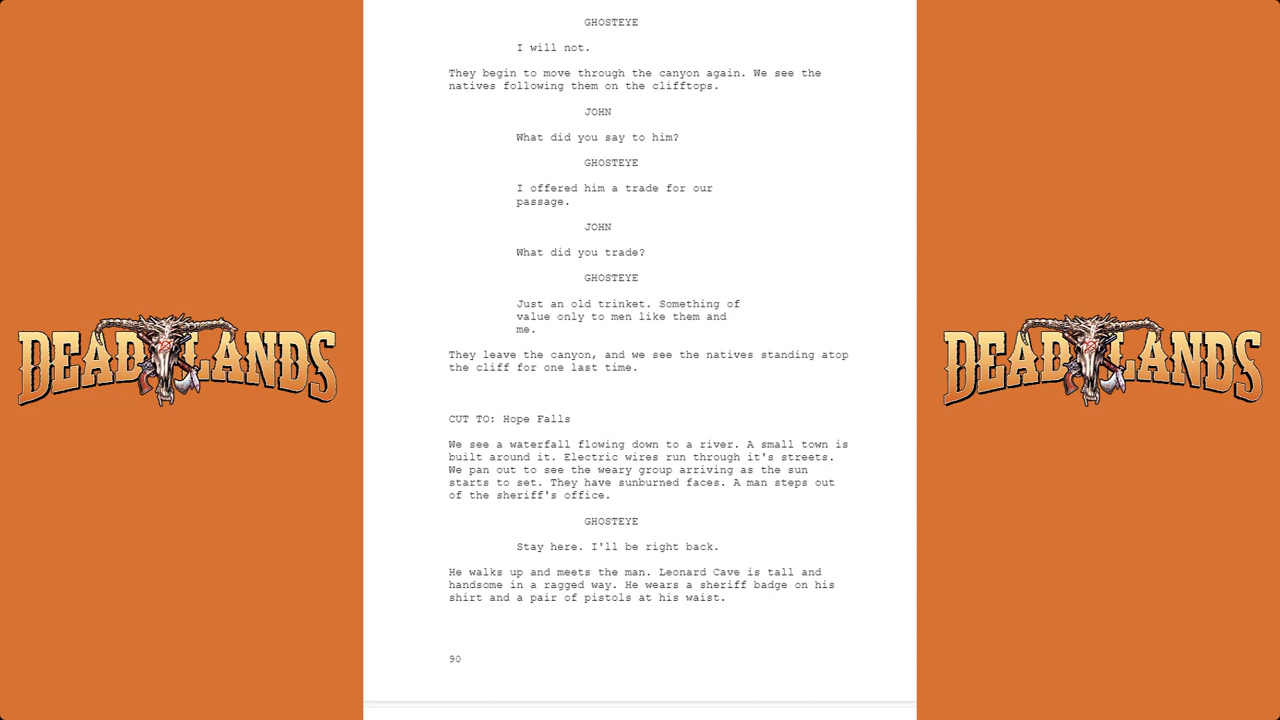 GHOSTEYE
I will not.
They begin to move through the canyon again. We see the
natives following them on the clifftops.
JOHN
What did you say to him?
GHOSTEYE
I offered him a trade for our
passage.
JOHN
What did you trade?
GHOSTEYE
Just an old trinket. Something of
value only to men like them and
me.
They leave the canyon, and we see the natives standing atop
the cliff for one last time.
CUT TO: Hope Falls
We see a waterfall flowing down to a river. A small town is
built around it. Electric wires run through it's streets.
We pan out to see the weary group arriving as the sun
starts to set. They have sunburned faces. A man steps out
of the sheriff's office.
GHOSTEYE
Stay here. I'll be right back.
He walks up and meets the man. Leonard Cave is tall and
handsome in a ragged way. He wears a sheriff badge on his
shirt and a pair of pistols at his waist.
90
DEADLANDS
DEADLANDS